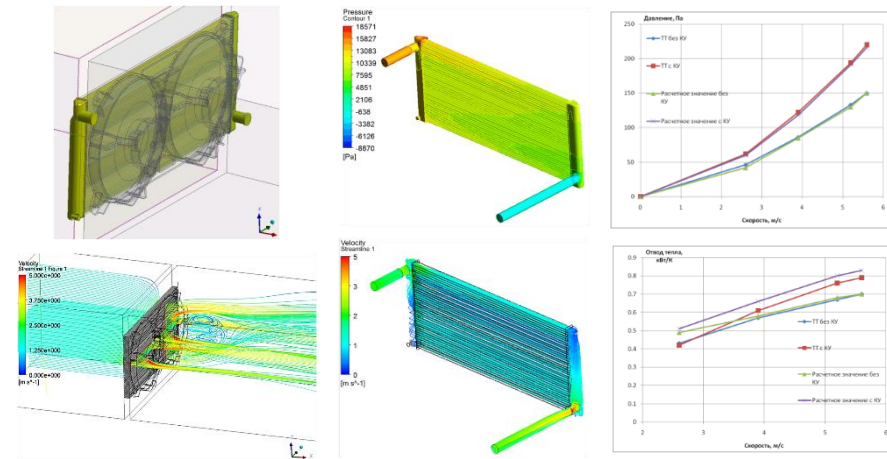 Pressure
Contour 1
18571
15827
13083
10339
7595
4851
2106
-638
-3382
-6126
-8870
[Pa]
Давление, Па
250
200
150
100
50
0
ТТ без КУ
ТТ с КУ
Расчетное значение без
КУ
Расчетное значение с КУ
0 1 2 3 4 5 6
Скорость, м/с
Velocity
Streamline 1 Figure 1
5.000e+000
3.750e+000
2.500e+000
1.250e+000
0.000e+000
[m s^-1]
Velocity
Streamline 1
5
4
3
1
0
[m s^-1]
Отвод тепла,
кВт/К
0.9
0.8
0.7
0.6
0.5
0.4
0.3
0.2
0.1
0
ТТ без КУ
ТТ с КУ
Расчетное значение без
КУ
Расчетное значение с КУ
2 3 4 5 6
Скорость, м/с